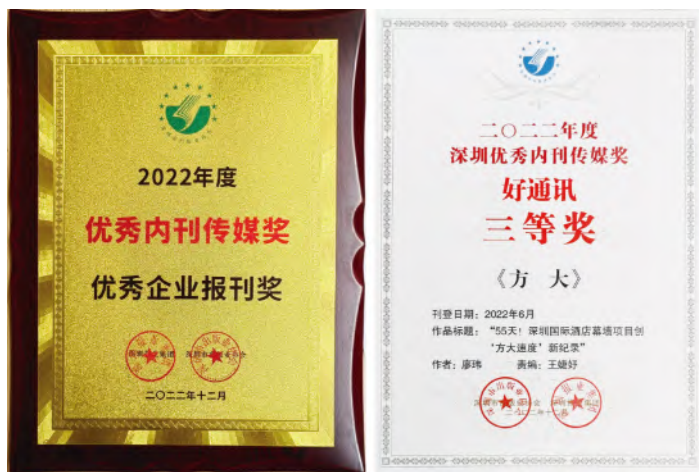 2022年度
优秀内刊传媒奖
优秀企业报刊奖
二〇二二年十二月
二〇二二年度
深圳优秀内刊传媒奖
好通讯
三等奖
《方 大》
刊登日期：2022年6月
作品标题：“55天！深圳国际酒店幕墙项目创
‘方大速度’新纪录”
作者：廖玮 责编：王婕妤